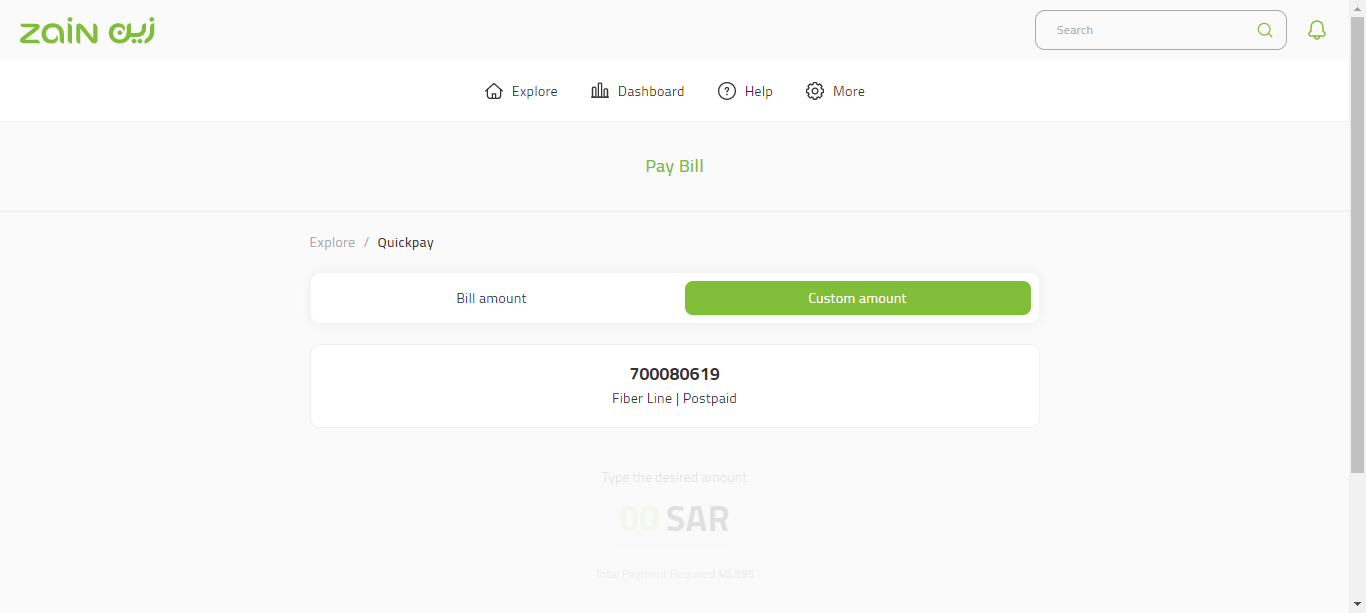 zain زين
Search
Explore
Dashboard
Help
More
Pay Bill
Explore / Quickpay
Bill amount
Custom amount
700080619
Fiber Line | Postpaid
Type the desired amount
00 SAR
Total Payment Required 40.595